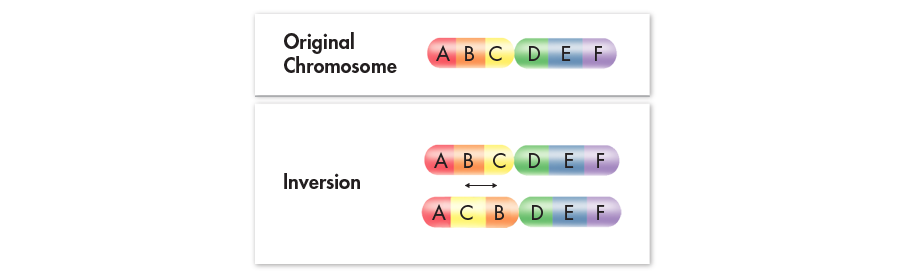 Original
Chromosome
A B C D E F
Inversion
A B C D E F
A C B D E F